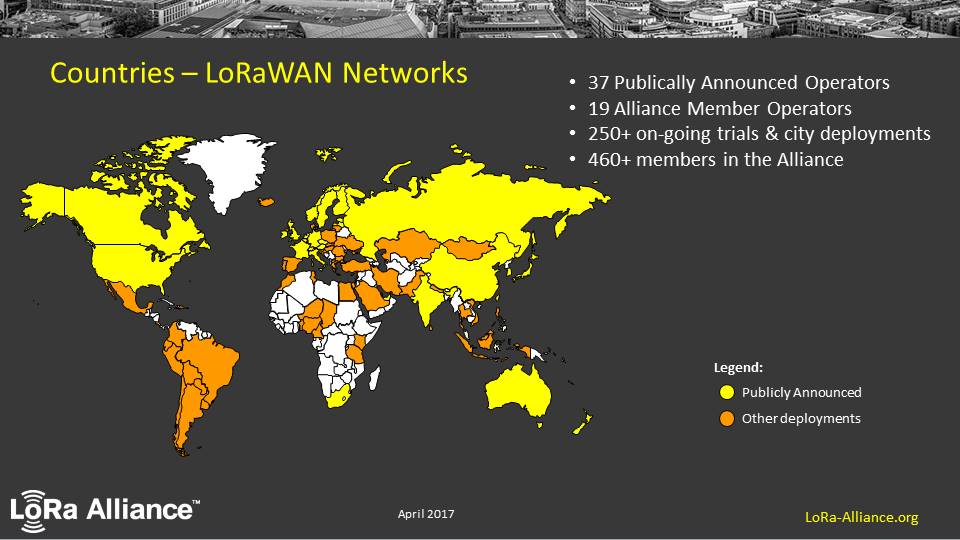 Countries – LoRaWAN Networks
• 37 Publically Announced Operators
• 19 Alliance Member Operators
• 250+ on-going trials & city deployments
• 460+ members in the Alliance
Legend:
Publicly Announced
Other deployments
LoRa Alliance™
April 2017
LoRa-Alliance.org